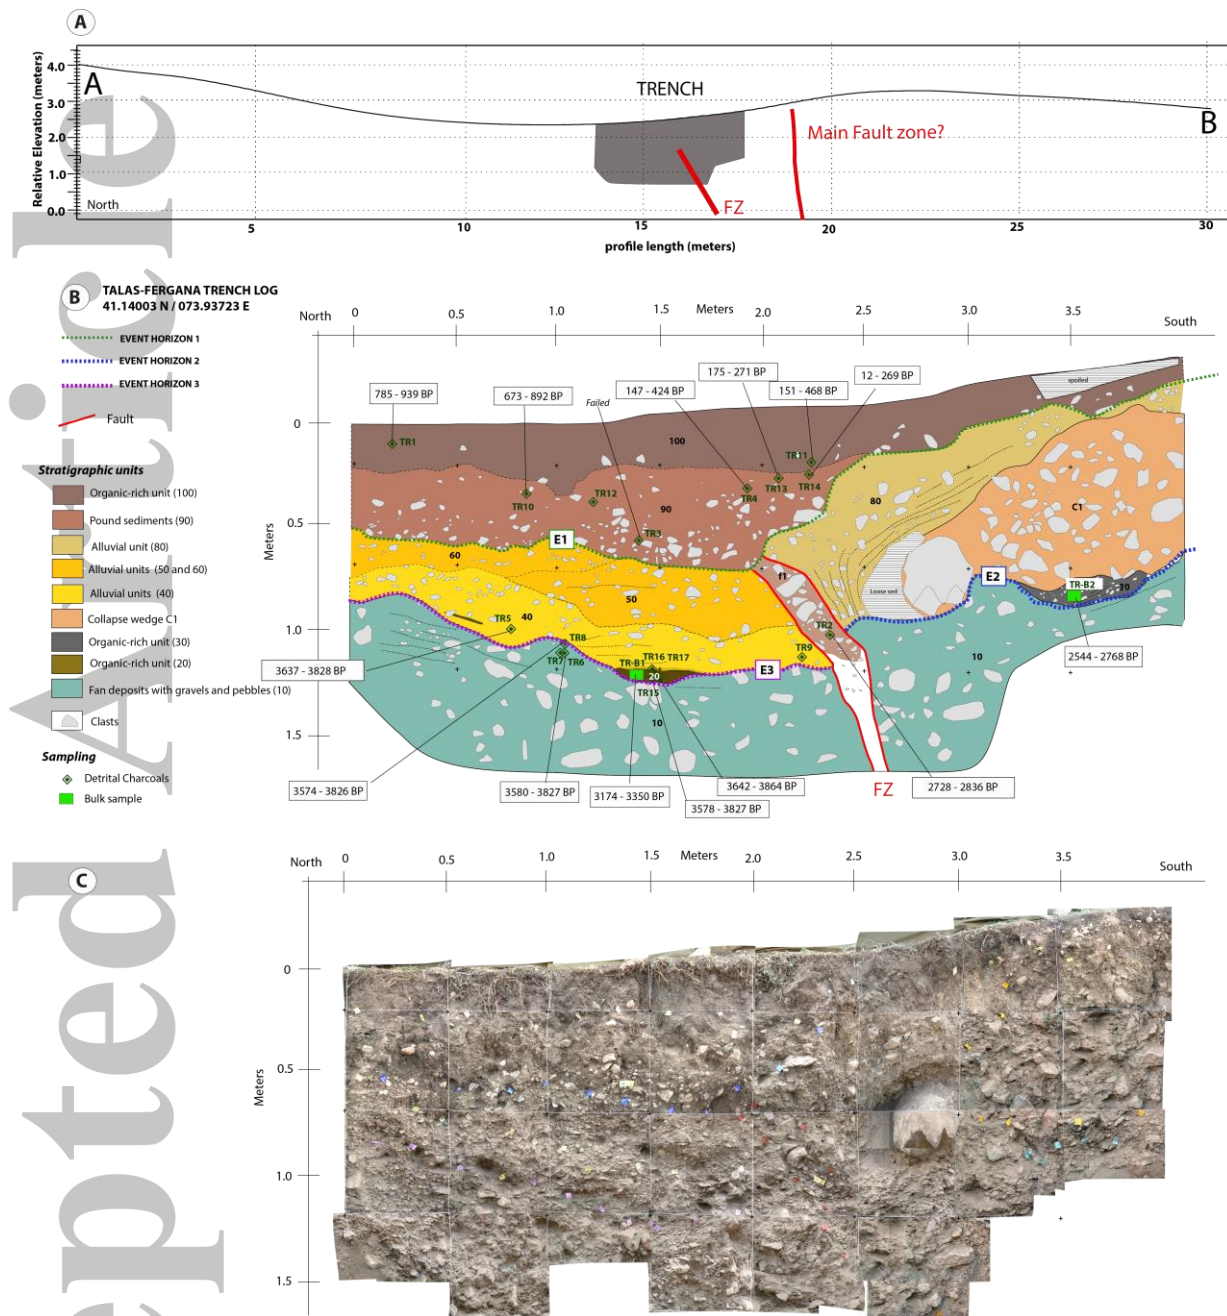 A
Relative Elevation (meters)
4.0
3.0
2.0
1.0
0.0
A
TRENCH
B
Main Fault zone?
FZ
North
5
10
15
20
25
30
profile length (meters)
B
TALAS-FERGANA TRENCH LOG
41.14003 N / 073.93723 E
EVENT HORIZON 1
EVENT HORIZON 2
EVENT HORIZON 3
Fault
Stratigraphic units
Organic-rich unit (100)
Pound sediments (90)
Alluvial unit (80)
Alluvial units (50 and 60)
Alluvial units (40)
Collapse wedge C1
Organic-rich unit (30)
Organic-rich unit (20)
Fan deposits with gravels and pebbles (10)
Clasts
Sampling
Detrital Charcoals
Bulk sample
North
0
0.5
1.0
1.5
Meters
2.0
2.5
3.0
3.5
South
Meters
0
0.5
1.0
1.5
785 - 939 BP
673 - 892 BP
Failed
147 - 424 BP
175 - 271 BP
151 - 468 BP
12 - 269 BP
spoiled
TR1
100
TR11
TR14
TR13
TR4
TR10
TR12
90
TR3
80
C1
E1
60
50
40
f1
Loose sed
E2
TR-B2
30
TR5
TR8
TR7
TR6
TR2
TR9
TR16
TR17
TR-B1
20
TR15
E3
10
10
2544 - 2768 BP
3637 - 3828 BP
3574 - 3826 BP
3580 - 3827 BP
3174 - 3350 BP
3642 - 3864 BP
3578 - 3827 BP
FZ
2728 - 2836 BP
C
North
0
0.5
1.0
1.5
Meters
2.0
2.5
3.0
3.5
South
Meters
0
0.5
1.0
1.5
Article
epted